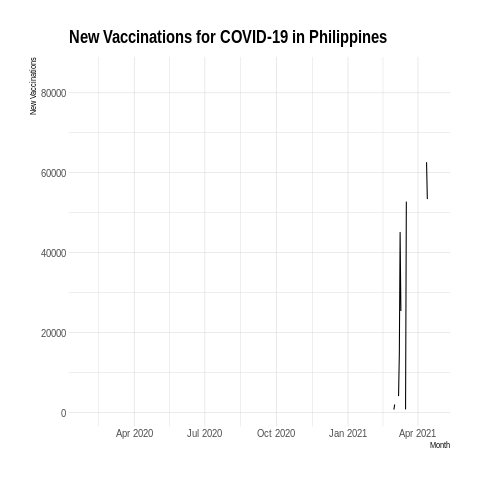 New Vaccinations for COVID-19 in Philippines
New Vaccinations
80000
60000
40000
20000
0
Apr 2020 Jul 2020 Oct 2020 Jan 2021 Apr 2021
Month